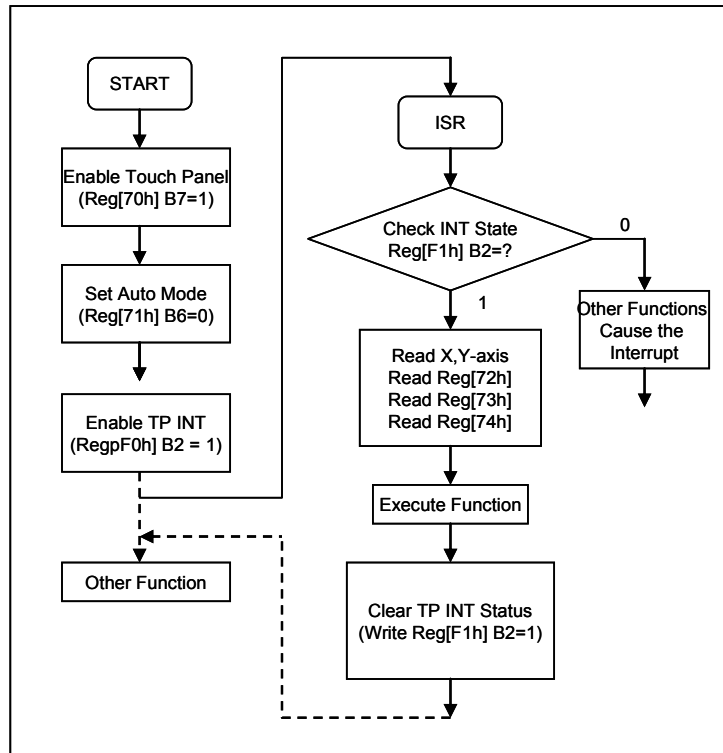 START
Enable Touch Panel
(Reg[70h] B7=1)
Set Auto Mode
(Reg[71h] B6=0)
Enable TP INT
(RegpF0h] B2 = 1)
Other Function
ISR
Check INT State
Reg[F1h] B2=?
0
1
Other Functions
Cause the
Interrupt
Read X,Y-axis
Read Reg[72h]
Read Reg[73h]
Read Reg[74h]
Execute Function
Clear TP INT Status
(Write Reg[F1h] B2=1)